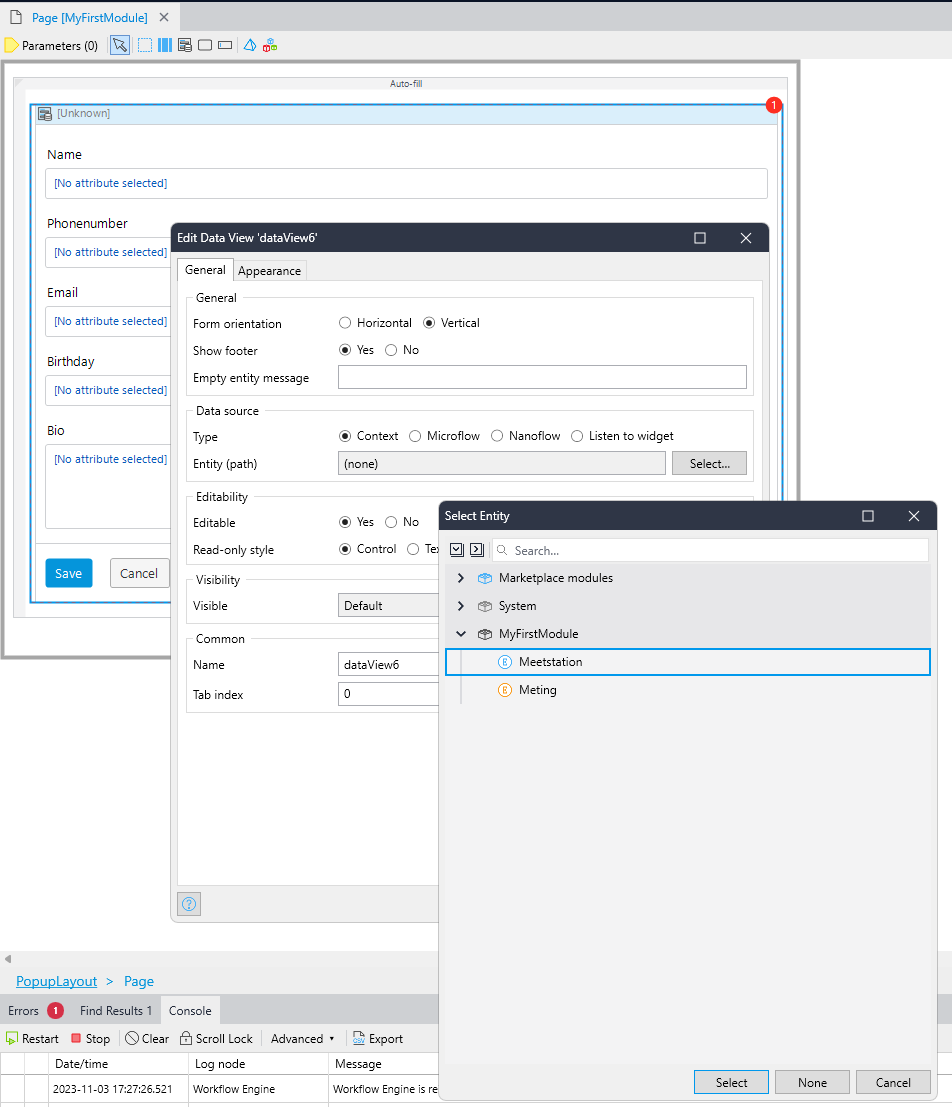 Page [MyFirstModule]
Parameters (0)
Auto-fill
[Unknown]
1
Name
[No attribute selected]
Phonenumber
[No attribute selected]
Email
[No attribute selected]
Birthday
[No attribute selected]
Bio
[No attribute selected]
Save Cancel
Edit Data View 'dataView6'
General Appearance
General
Form orientation Horizontal Vertical
Show footer Yes No
Empty entity message
Data source
Type Context Microflow Nanoflow Listen to widget
Entity (path) (none) Select...
Editability
Editable Yes No
Read-only style Control
Visibility
Visible Default
Common
Name dataView6
Tab index 0
?
Select Entity
Search...
Marketplace modules
System
MyFirstModule
E Meetstation
E Meting
Select None Cancel
PopupLayout > Page
Errors 1 Find Results 1 Console
Restart Stop Clear Scroll Lock Advanced Export
Date/time Log node Message
2023-11-03 17:27:26.521 Workflow Engine Workflow Engine is re